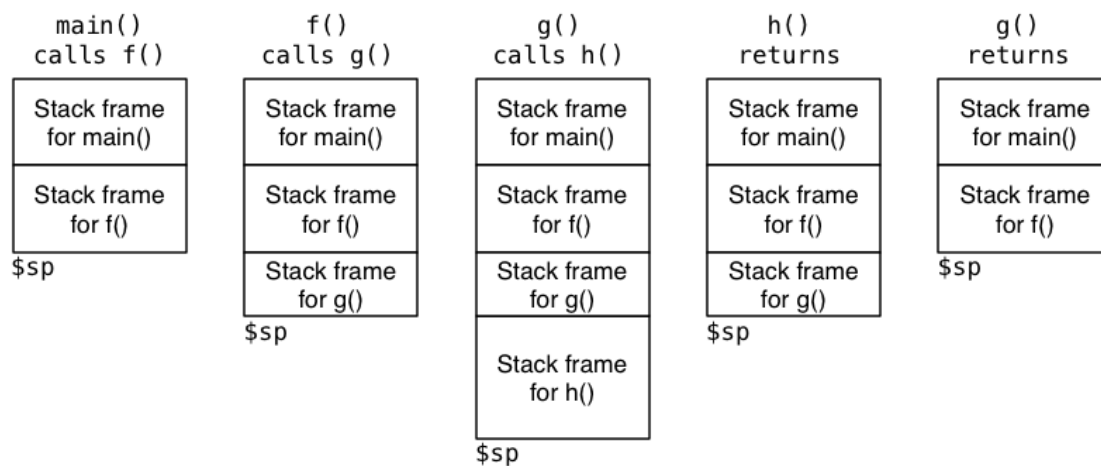 main()
calls f()
Stack frame
for main()
Stack frame
for f()
$sp
f()
calls g()
Stack frame
for main()
Stack frame
for f()
Stack frame
for g()
$sp
g()
calls h()
Stack frame
for main()
Stack frame
for f()
Stack frame
for g()
Stack frame
for h()
$sp
h()
returns
Stack frame
for main()
Stack frame
for f()
Stack frame
for g()
$sp
g()
returns
Stack frame
for main()
Stack frame
for f()
$sp